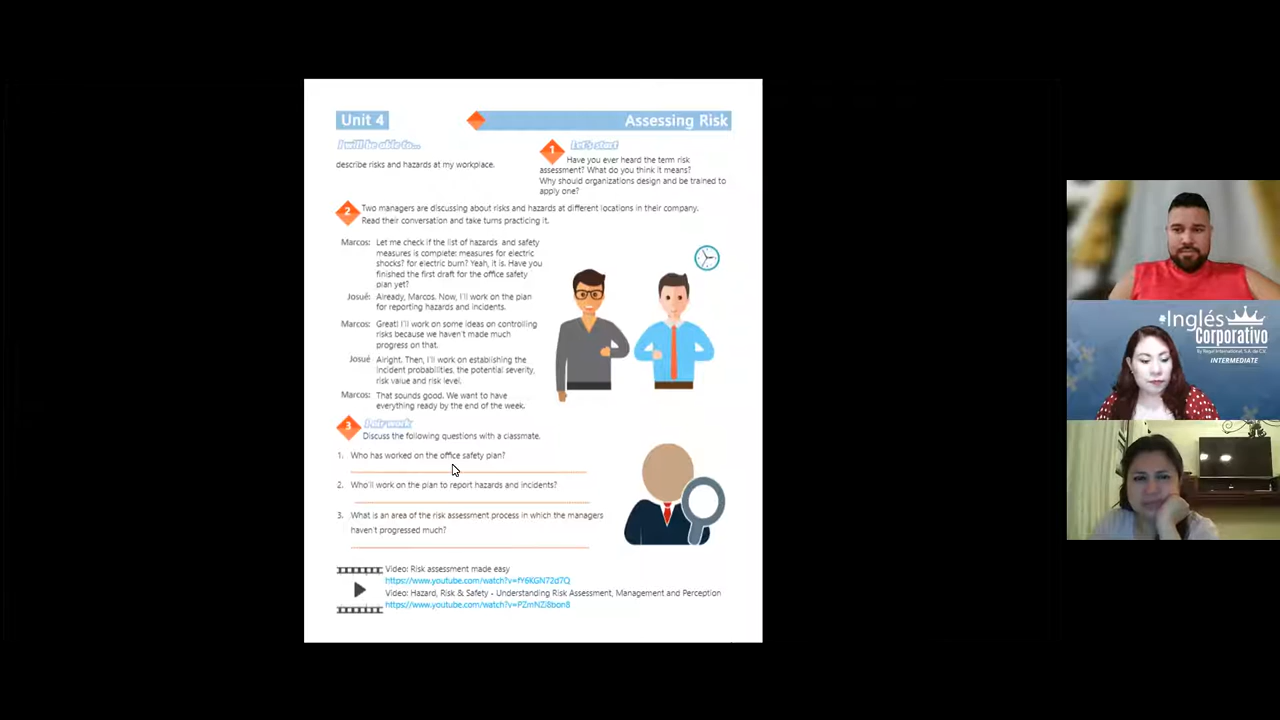 Unit 4
Assessing Risk
I will be able to...
describe risks and hazards at my workplace.
1
Let's start
Have you ever heard the term risk
assessment? What do you think it means?
Why should organizations design and be trained to
apply one?
2
Two managers are discussing about risks and hazards at different locations in their company.
Read their conversation and take turns practicing it.
Marcos: Let me check if the list of hazards and safety
measures is complete: measures for electric
shocks? for electric burn? Yeah, it is. Have you
finished the first draft for the office safety
plan yet?
Josué: Already, Marcos. Now, I'll work on the plan
for reporting hazards and incidents.
Marcos: Great! I'll work on some ideas on controlling
risks because we haven't made much
progress on that.
Josué Alright. Then, I'll work on establishing the
incident probabilities, the potential severity,
risk value and risk level.
Marcos: That sounds good. We want to have
everything ready by the end of the week.
3
Pair work
Discuss the following questions with a classmate.
1. Who has worked on the office safety plan?
2. Who'll work on the plan to report hazards and incidents?
3. What is an area of the risk assessment process in which the managers
haven't progressed much?
Video: Risk assessment made easy
https://www.youtube.com/watch?v=fY6KGN72d7Q
Video: Hazard, Risk & Safety - Understanding Risk Assessment, Management and Perception
https://www.youtube.com/watch?v=PZmNZi8bon8
Inglés
Corporativo
By Regal International, S.A. de C.V.
INTERMEDIATE